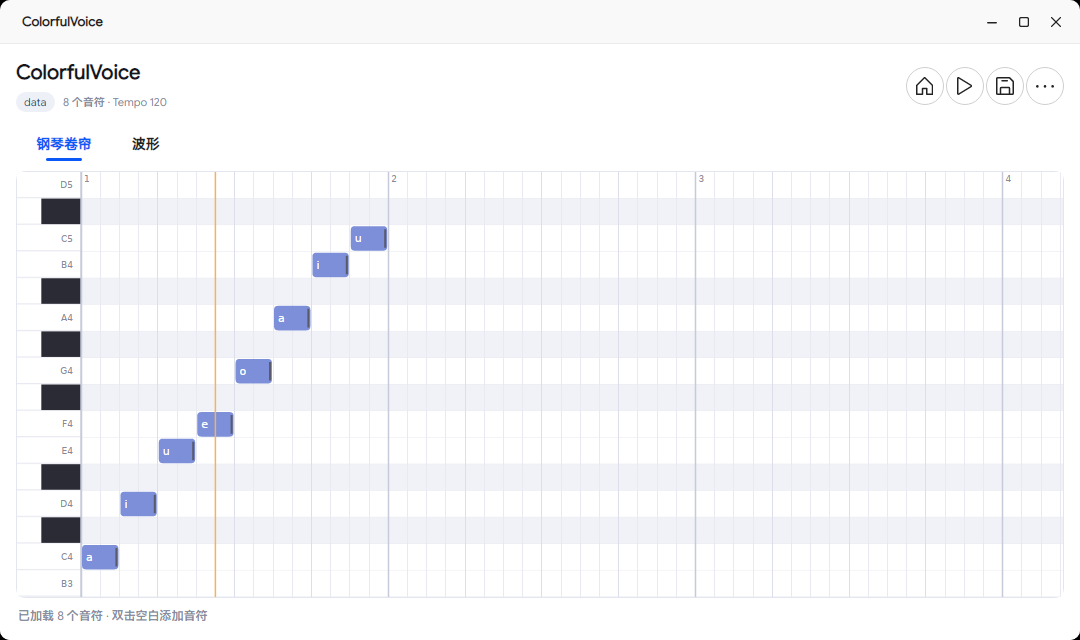 ColorfulVoice
ColorfulVoice
data 8 个音符 · Tempo 120
钢琴卷帘 波形
1 2 3 4
D5
C5 u
B4 i
A4 a
G4 o
F4 e
E4 u
D4 i
C4 a
B3
已加载 8 个音符 · 双击空白添加音符